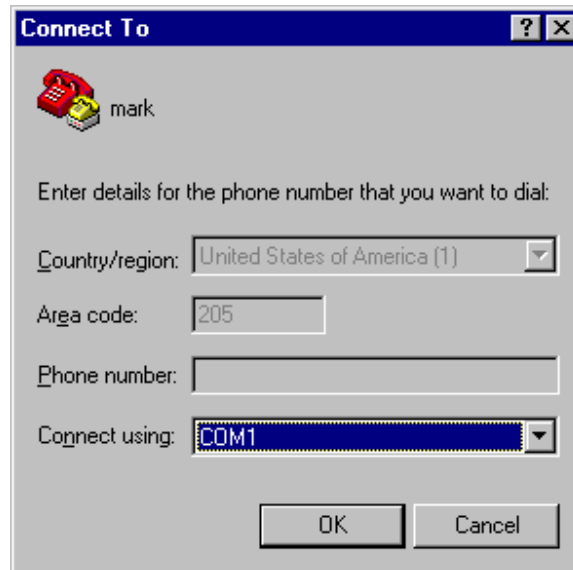 Connect To
mark
Enter details for the phone number that you want to dial:
Country/region: United States of America (1)
Area code: 205
Phone number:
Connect using: COM1
OK Cancel